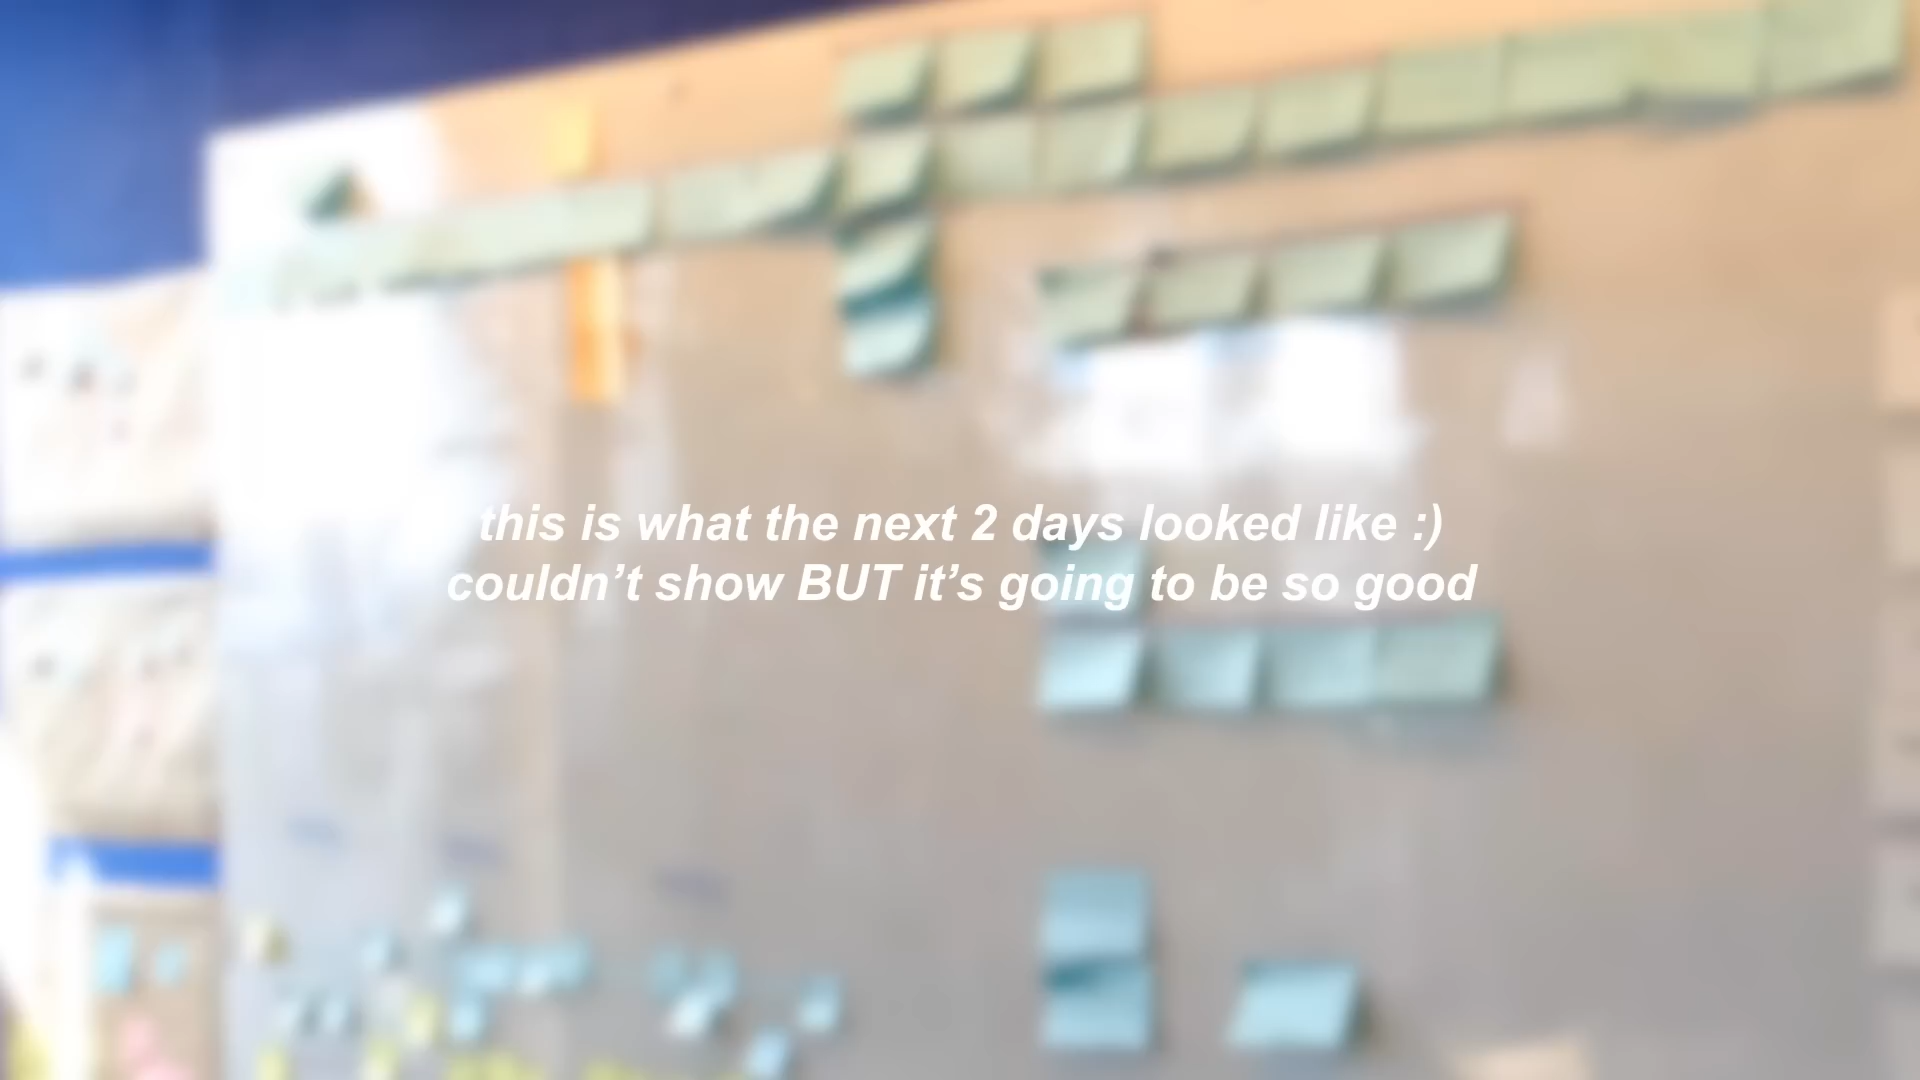 this is what the next 2 days looked like :)
couldn’t show BUT it’s going to be so good